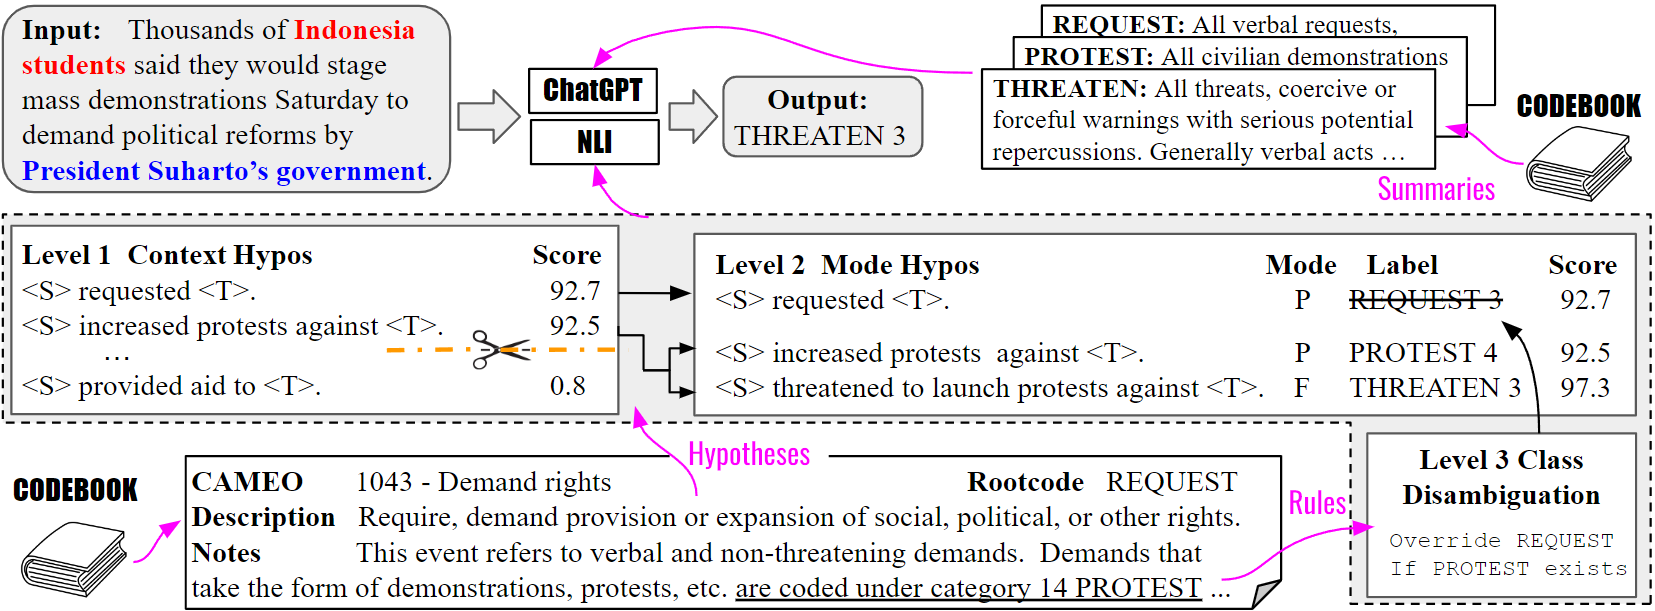 Input: Thousands of Indonesia
students said they would stage
mass demonstrations Saturday to
demand political reforms by
President Suharto's government.
ChatGPT
NLI
Output:
THREATEN 3
REQUEST: All verbal requests,
PROTEST: All civilian demonstrations
THREATEN: All threats, coercive or
forceful warnings with serious potential
repercussions. Generally verbal acts ...
CODEBOOK
Summaries
Level 1 Context Hypos Score
<S> requested <T>. 92.7
<S> increased protests against <T>. 92.5
...
<S> provided aid to <T>. 0.8
Level 2 Mode Hypos Mode Label Score
<S> requested <T>. P REQUEST 3 92.7
<S> increased protests against <T>. P PROTEST 4 92.5
<S> threatened to launch protests against <T>. F THREATEN 3 97.3
Level 3 Class
Disambiguation
Override REQUEST
If PROTEST exists
Hypotheses
Rules
CODEBOOK
CAMEO 1043 - Demand rights Rootcode REQUEST
Description Require, demand provision or expansion of social, political, or other rights.
Notes This event refers to verbal and non-threatening demands. Demands that
take the form of demonstrations, protests, etc. are coded under category 14 PROTEST ...